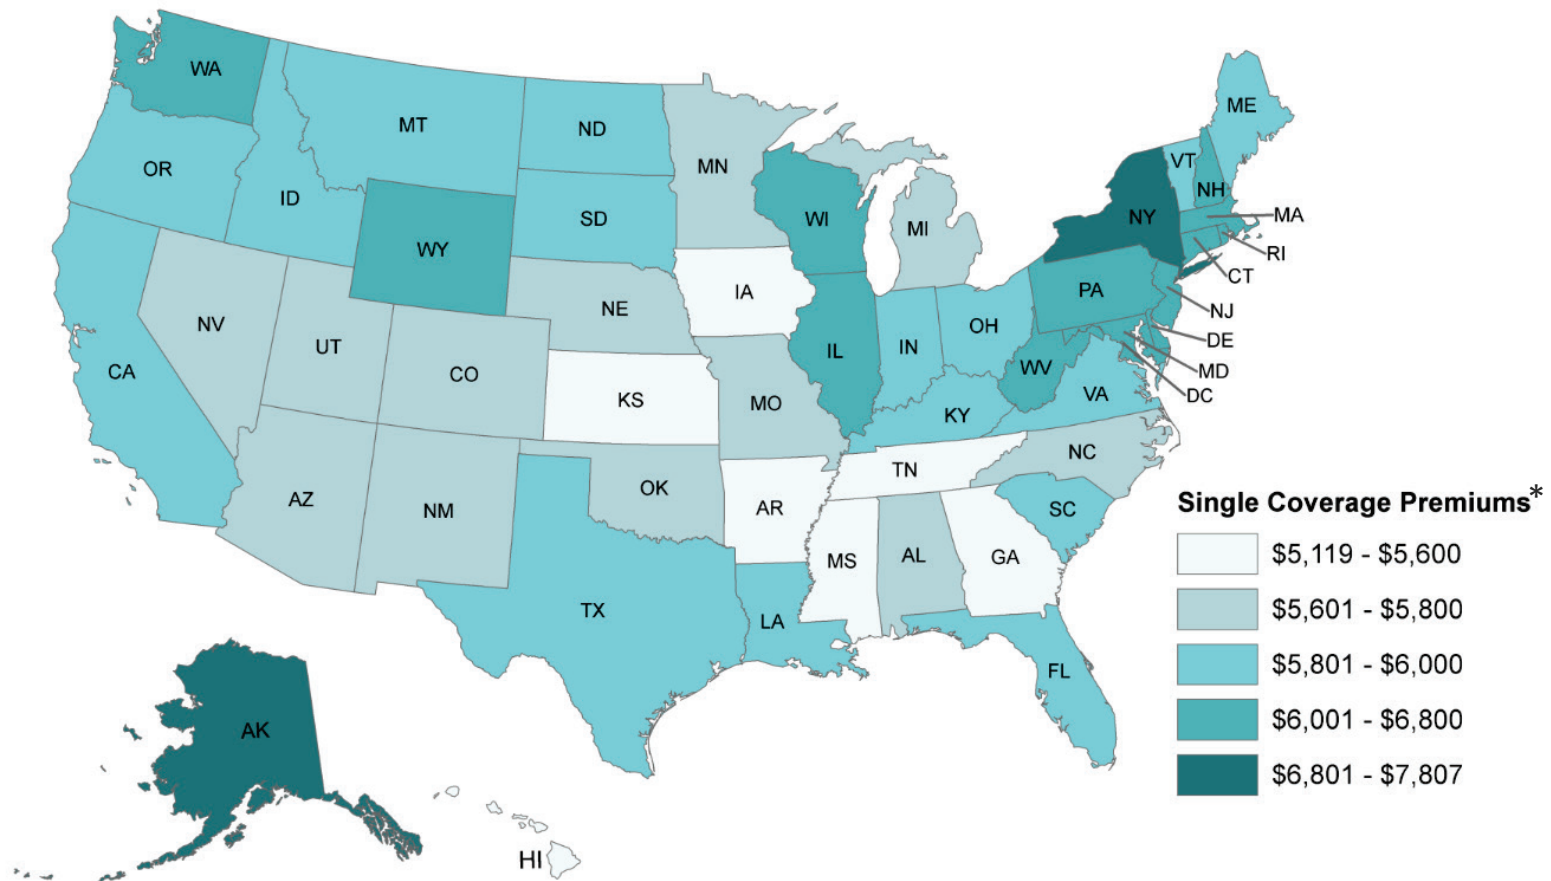 WA
ME
MT
ND
VT
MN
OR
NH
ID
SD
WI
MI
NY
MA
WY
RI
CT
IA
PA
NE
NJ
NV
OH
DE
UT
IN
IL
CO
WV
MD
CA
DC
KS
MO
VA
KY
NC
TN
OK
AZ
NM
AR
SC
Single Coverage Premiums*
MS
AL
GA
$5,119 - $5,600
TX
LA
$5,601 - $5,800
FL
$5,801 - $6,000
AK
$6,001 - $6,800
$6,801 - $7,807
HI